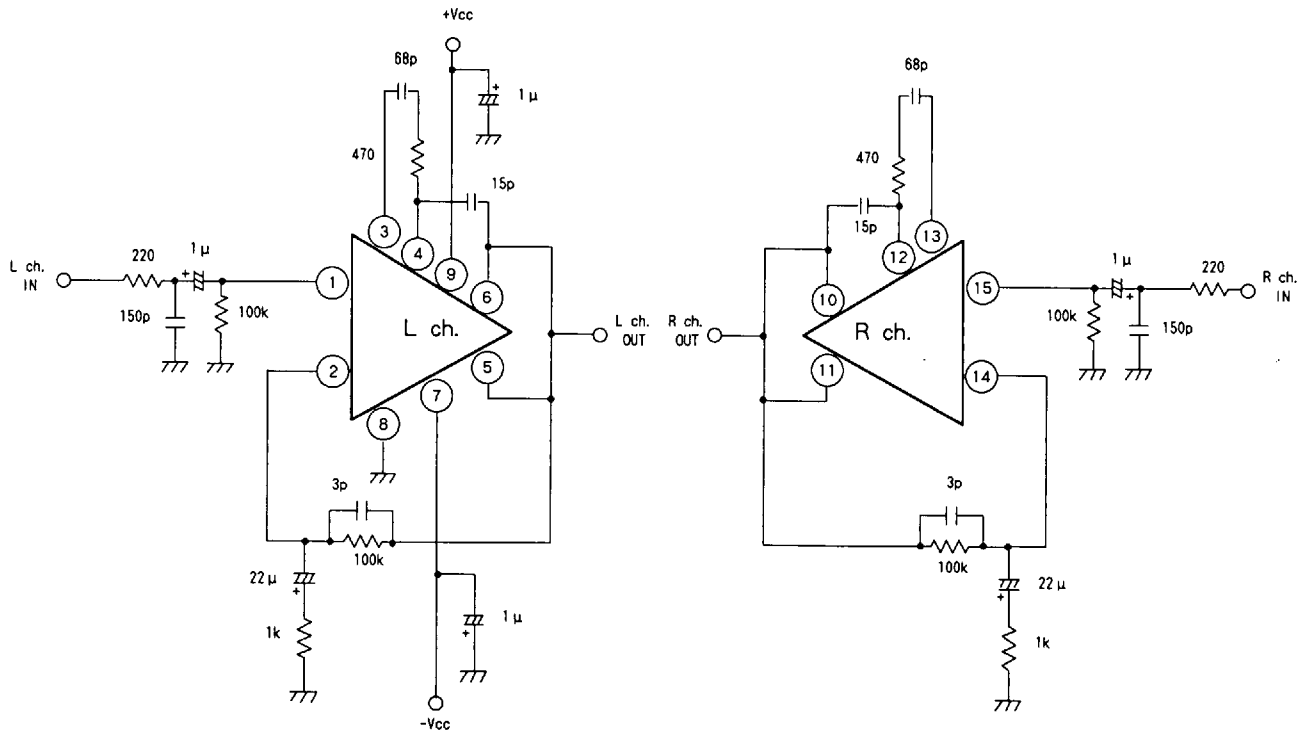 +Vcc
68p
1μ
470
15p
3
4
9
6
L ch.
IN
220
1μ
+
150p
100k
1
2
L ch.
5
7
8
L ch.
OUT
3p
100k
22μ
+
1k
+
1μ
-Vcc
68p
470
15p
13
12
10
15
R ch.
OUT
R ch.
11
14
1μ
+
220
R ch.
IN
100k
150p
3p
100k
22μ
+
1k
+